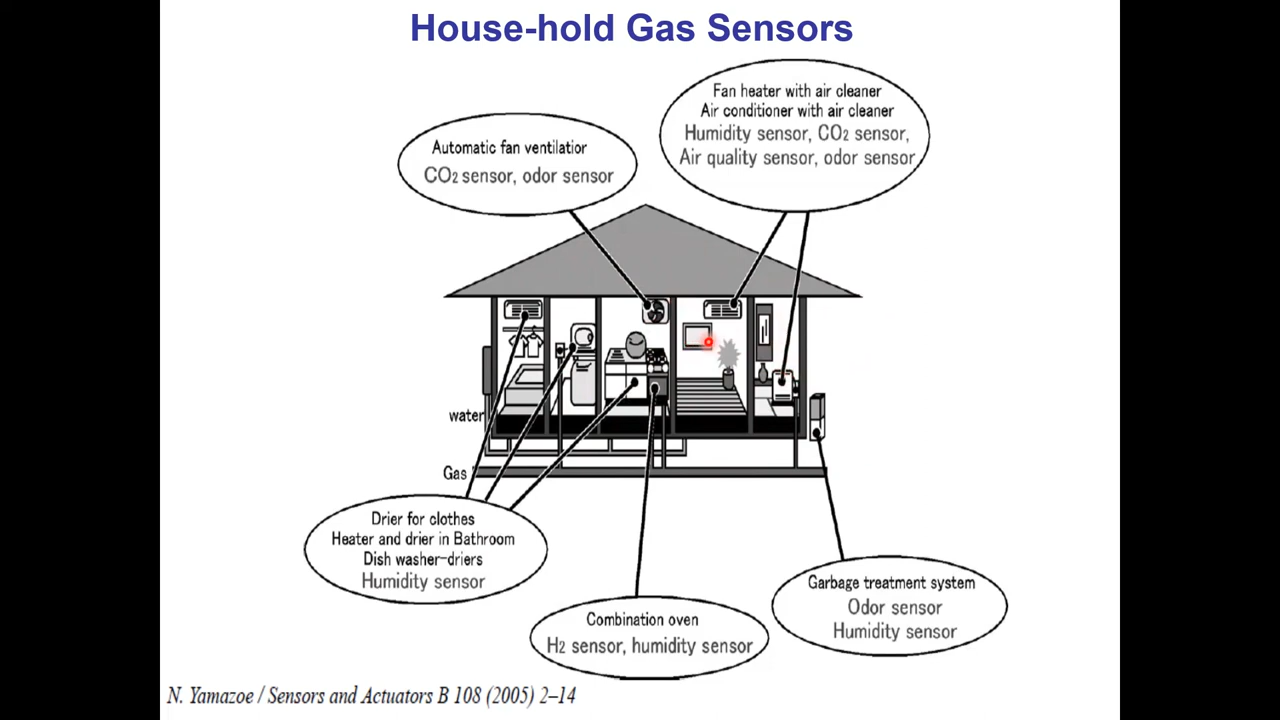 House-hold Gas Sensors
Fan heater with air cleaner
Air conditioner with air cleaner
Humidity sensor, CO2 sensor,
Air quality sensor, odor sensor
Automatic fan ventilatior
CO2 sensor, odor sensor
water
Gas
Drier for clothes
Heater and drier in Bathroom
Dish washer-driers
Humidity sensor
Combination oven
H2 sensor, humidity sensor
Garbage treatment system
Odor sensor
Humidity sensor
N. Yamazoe / Sensors and Actuators B 108 (2005) 2–14